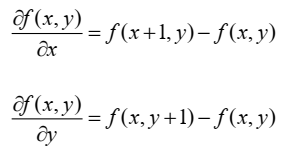 ∂f(x, y)/∂x = f(x+1, y) − f(x, y)
∂f(x, y)/∂y = f(x, y+1) − f(x, y)